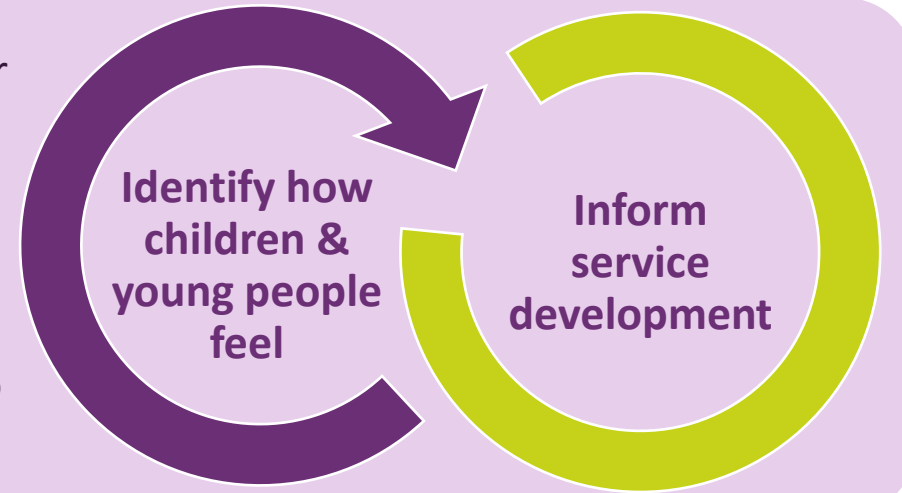 Identify how
children &
young people
feel
Inform
service
development